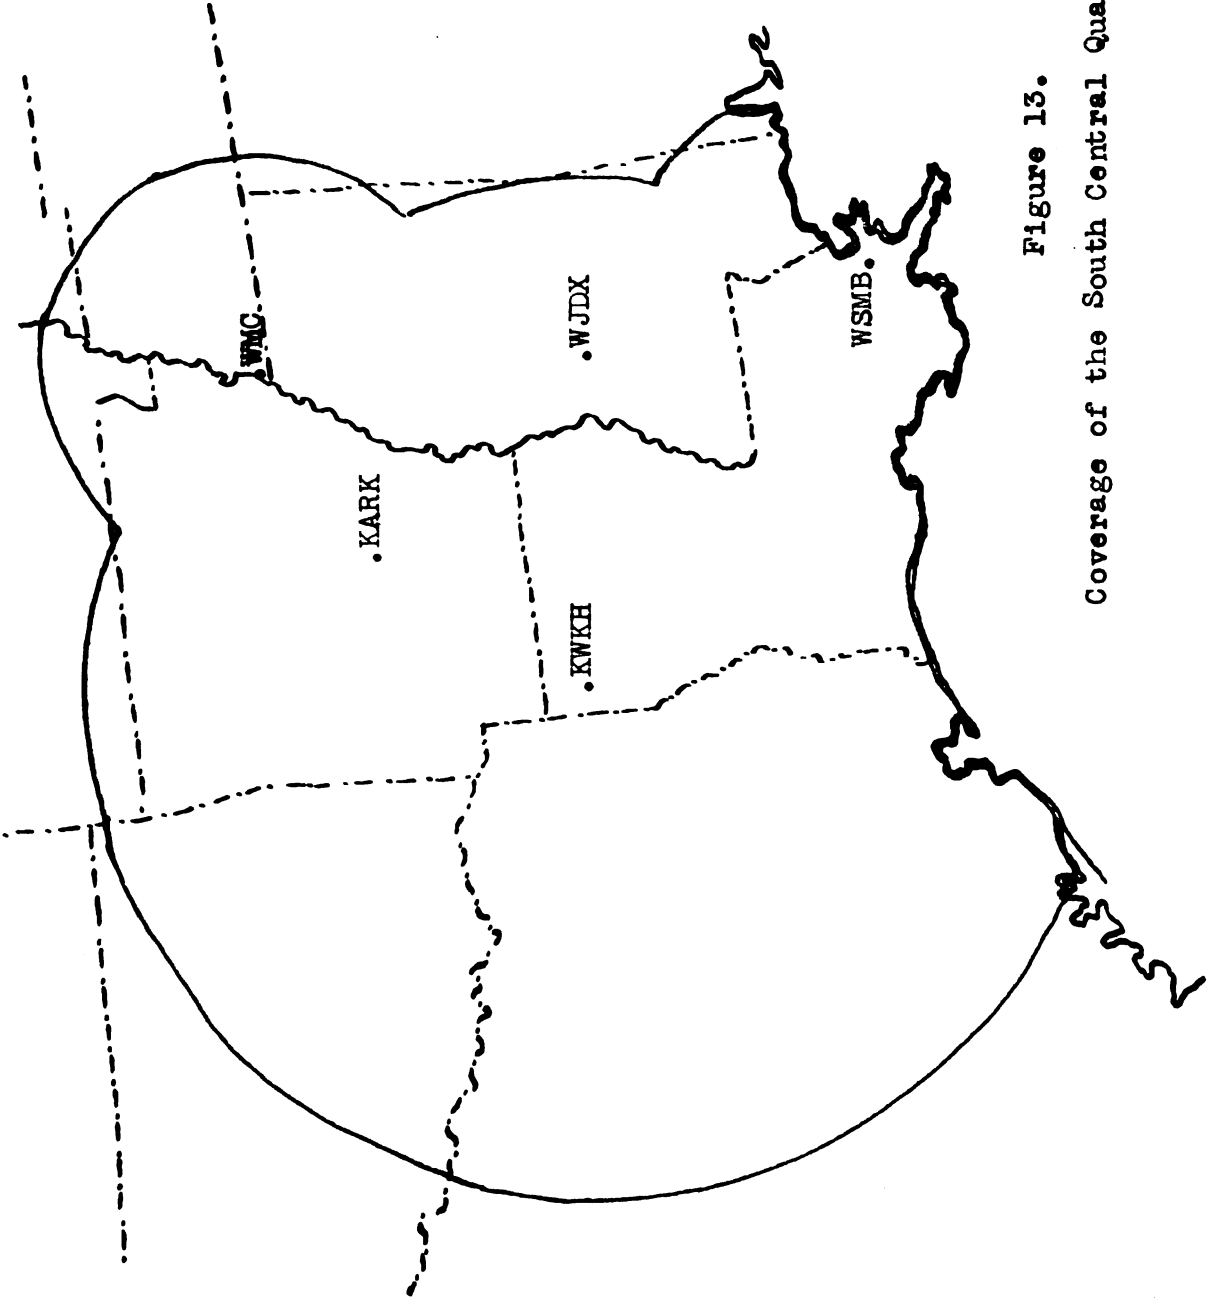 WMC
.WJDX
WSMB.
.KARK
.KWKH
Figure 13.
Coverage of the South Central Qua